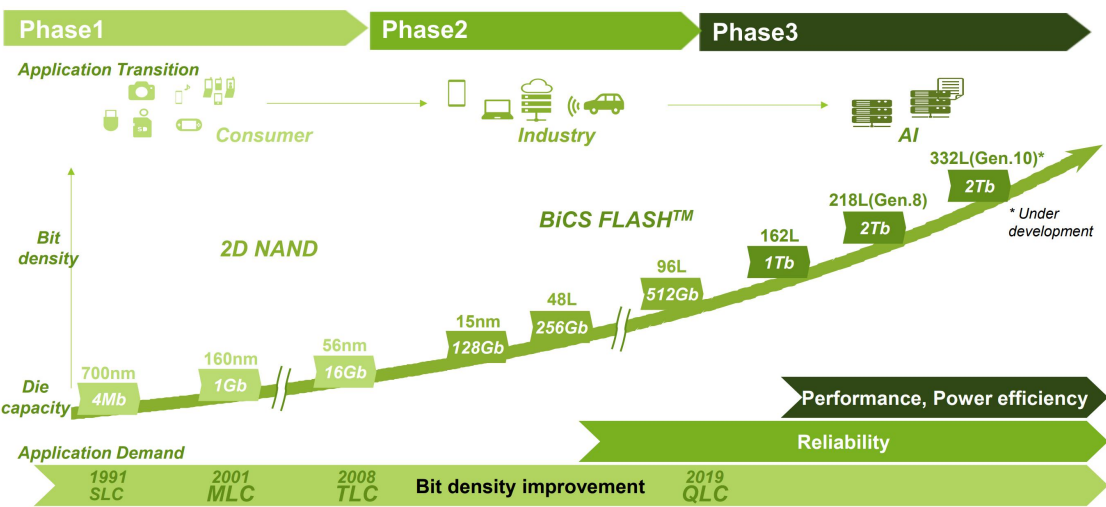 Phase1
Phase2
Phase3
Application Transition
SD
Consumer
Industry
AI
332L(Gen.10)*
2Tb
218L(Gen.8)
2Tb
* Under
development
BiCS FLASH™
162L
1Tb
Bit
density
2D NAND
96L
512Gb
48L
256Gb
15nm
128Gb
56nm
16Gb
160nm
1Gb
700nm
4Mb
Die
capacity
Performance, Power efficiency
Reliability
Application Demand
1991
SLC
2001
MLC
2008
TLC
Bit density improvement
2019
QLC